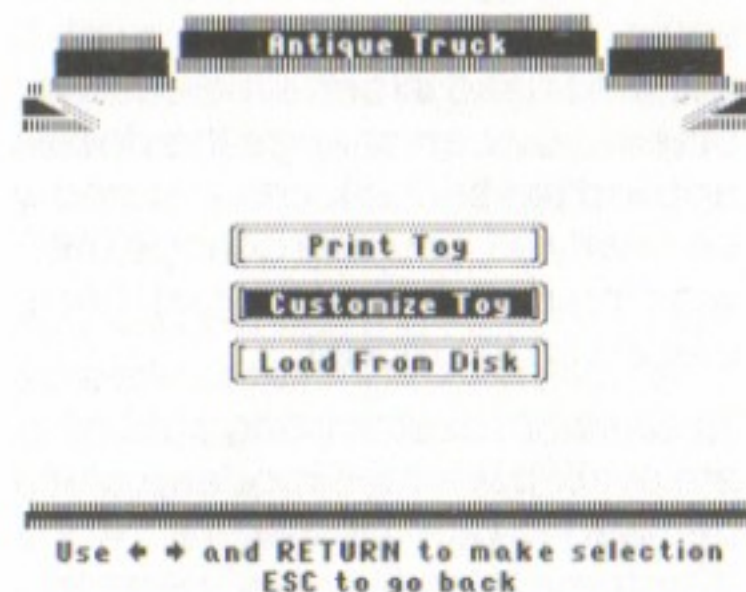 Antique Truck
Print Toy
Customize Toy
Load From Disk
Use ← → and RETURN to make selection
ESC to go back